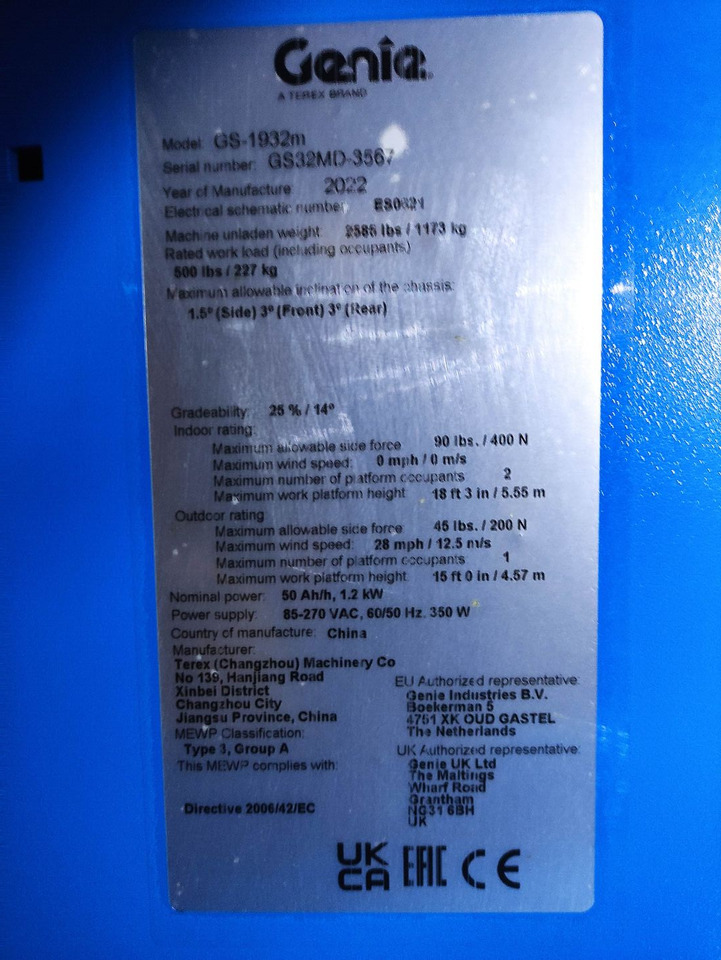 Genie
A TEREX BRAND
Model: GS-1932m
Serial number: GS32MD-3567
Year of Manufacture: 2022
Electrical schematic number: ES0621
Machine unladen weight: 2585 lbs / 1173 kg
Rated work load (including occupants)
500 lbs / 227 kg
Maximum allowable inclination of the chassis:
1.5° (Side) 3° (Front) 3° (Rear)
Gradeability: 25 % / 14°
Indoor rating:
Maximum allowable side force 90 lbs. / 400 N
Maximum wind speed: 0 mph / 0 m/s
Maximum number of platform occupants 2
Maximum work platform height 18 ft 3 in / 5.55 m
Outdoor rating
Maximum allowable side force: 45 lbs. / 200 N
Maximum wind speed: 28 mph / 12.5 m/s
Maximum number of platform occupants: 1
Maximum work platform height: 15 ft 0 in / 4.57 m
Nominal power: 50 Ah/h, 1.2 kW
Power supply: 85-270 VAC, 60/50 Hz. 350 W
Country of manufacture: China
Manufacturer:
Terex (Changzhou) Machinery Co
No 139, Hanjiang Road
Xinbei District
Changzhou City
Jiangsu Province, China
MEWP Classification:
Type 3, Group A
This MEWP complies with:
Directive 2006/42/EC
EU Authorized representative:
Genie Industries B.V.
Boekerman 5
4751 XK OUD GASTEL
The Netherlands
UK Authorized representative:
Genie UK Ltd
The Maltings
Wharf Road
Grantham
NG31 6BH
UK
UK
CA EAC CE